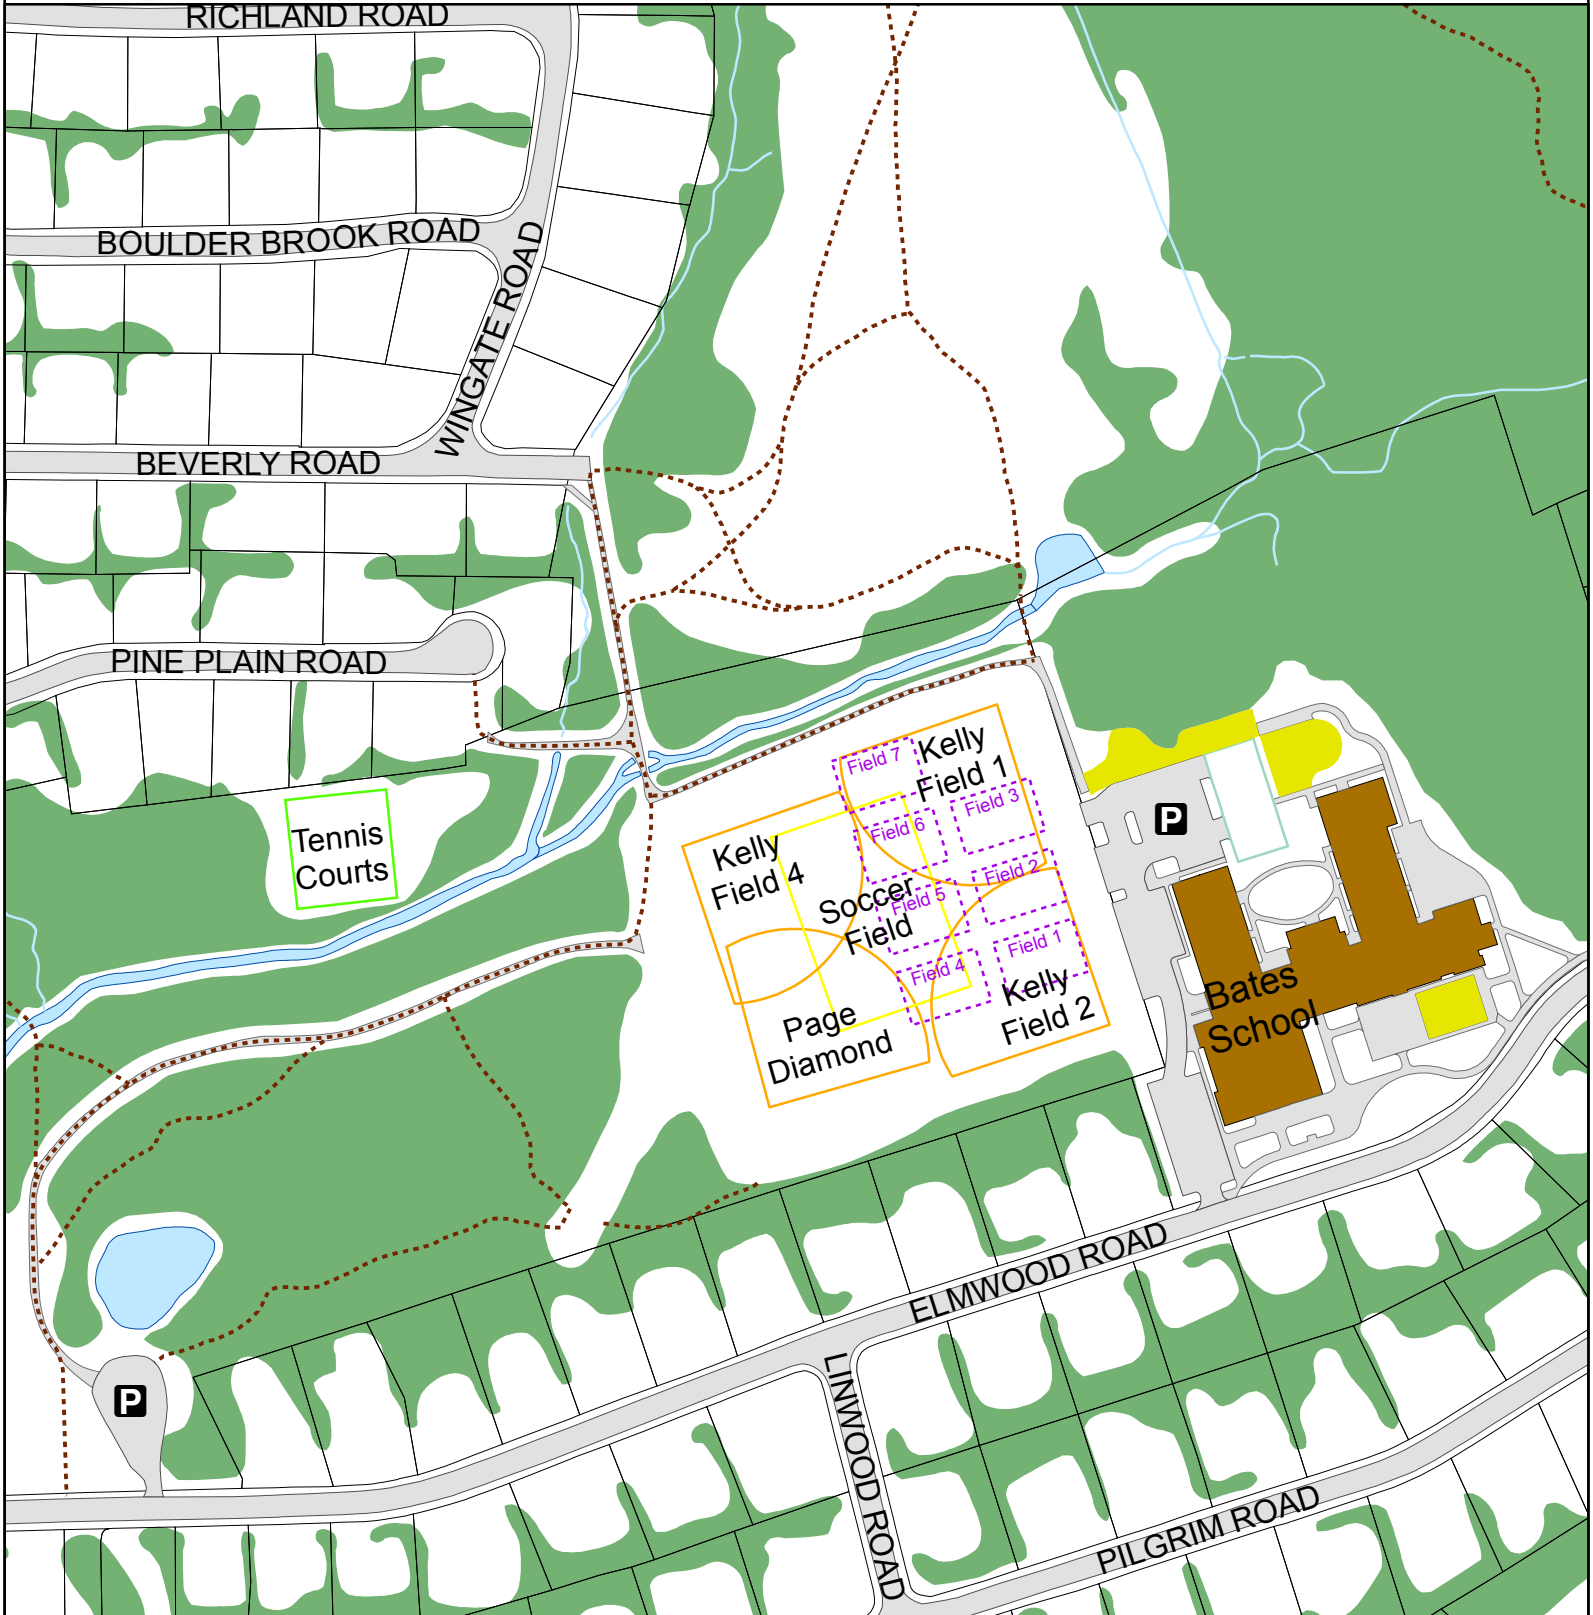 RICHLAND ROAD
BOULDER BROOK ROAD
WINGATE ROAD
BEVERLY ROAD
PINE PLAIN ROAD
Tennis
Courts
Kelly
Field 1
Field 7
Field 3
Field 6
Kelly
Field 4
Field 2
Soccer
Field
Field 5
Field 1
Field 4
Kelly
Field 2
Page
Diamond
P
Bates
School
ELMWOOD ROAD
P
LINWOOD ROAD
PILGRIM ROAD